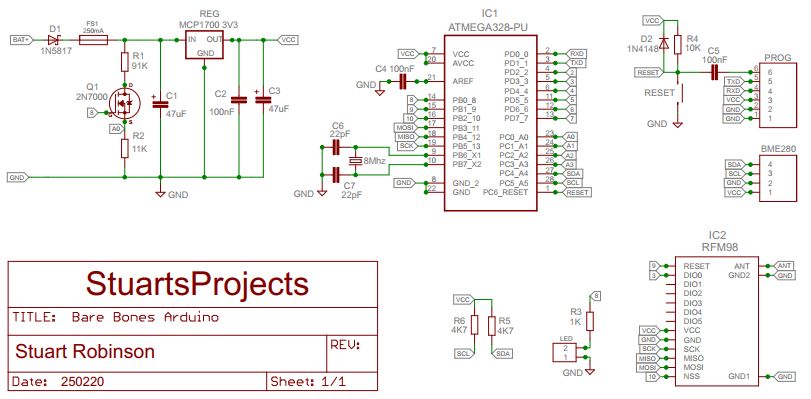 D1
1N5817
BAT+
FS1
250mA
REG
MCP1700 3V3
IN OUT
GND
VCC
R1
91K
Q1
2N7000
D
S
8
A0
R2
11K
C1
47uF
C2
100nF
C3
47uF
GND
GND
IC1
ATMEGA328-PU
VCC 7 VCC
20 AVCC
C4 100nF
GND
21 AREF
8 14 PB0_8
9 15 PB1_9
10 16 PB2_10
MOSI 17 PB3_11
MISO 18 PB4_12
SCK 19 PB5_13
9 PB6_X1
10 PB7_X2
GND 8 GND_2
22 GND
C6
22pF
8Mhz
C7
22pF
GND
PD0_0 2 RXD
PD1_1 3 TXD
PD2_2 4 2
PD3_3 5 3
PD4_4 6 4
PD5_5 11 5
PD6_6 12 6
PD7_7 13 7
PC0_A0 23 A0
PC1_A1 24 A1
PC2_A2 25 A2
PC3_A3 26 A3
PC4_A4 27 SDA
PC5_A5 28 SCL
PC6_RESET 1 RESET
VCC
D2
1N4148
R4
10K
RESET
C5
100nF
RESET
GND
PROG
6 6
TXD 5 5
RXD 4 4
VCC 3 3
GND 2 2
GND 1 1
BME280
SDA 4
SCL 3
GND 2
VCC 1
IC2
RFM98
9 RESET
3 DIO0
DIO1
DIO2
DIO3
DIO4
DIO5
VCC VCC
GND GND
SCK SCK
MISO MISO
MOSI MOSI
10 NSS
ANT ANT
GND2 GND
GND1 GND
VCC
R6
4K7
R5
4K7
SCL
SDA
8
R3
1K
LED
2
1
GND
StuartsProjects
TITLE: Bare Bones Arduino
Stuart Robinson
REV:
Date: 250220
Sheet: 1/1